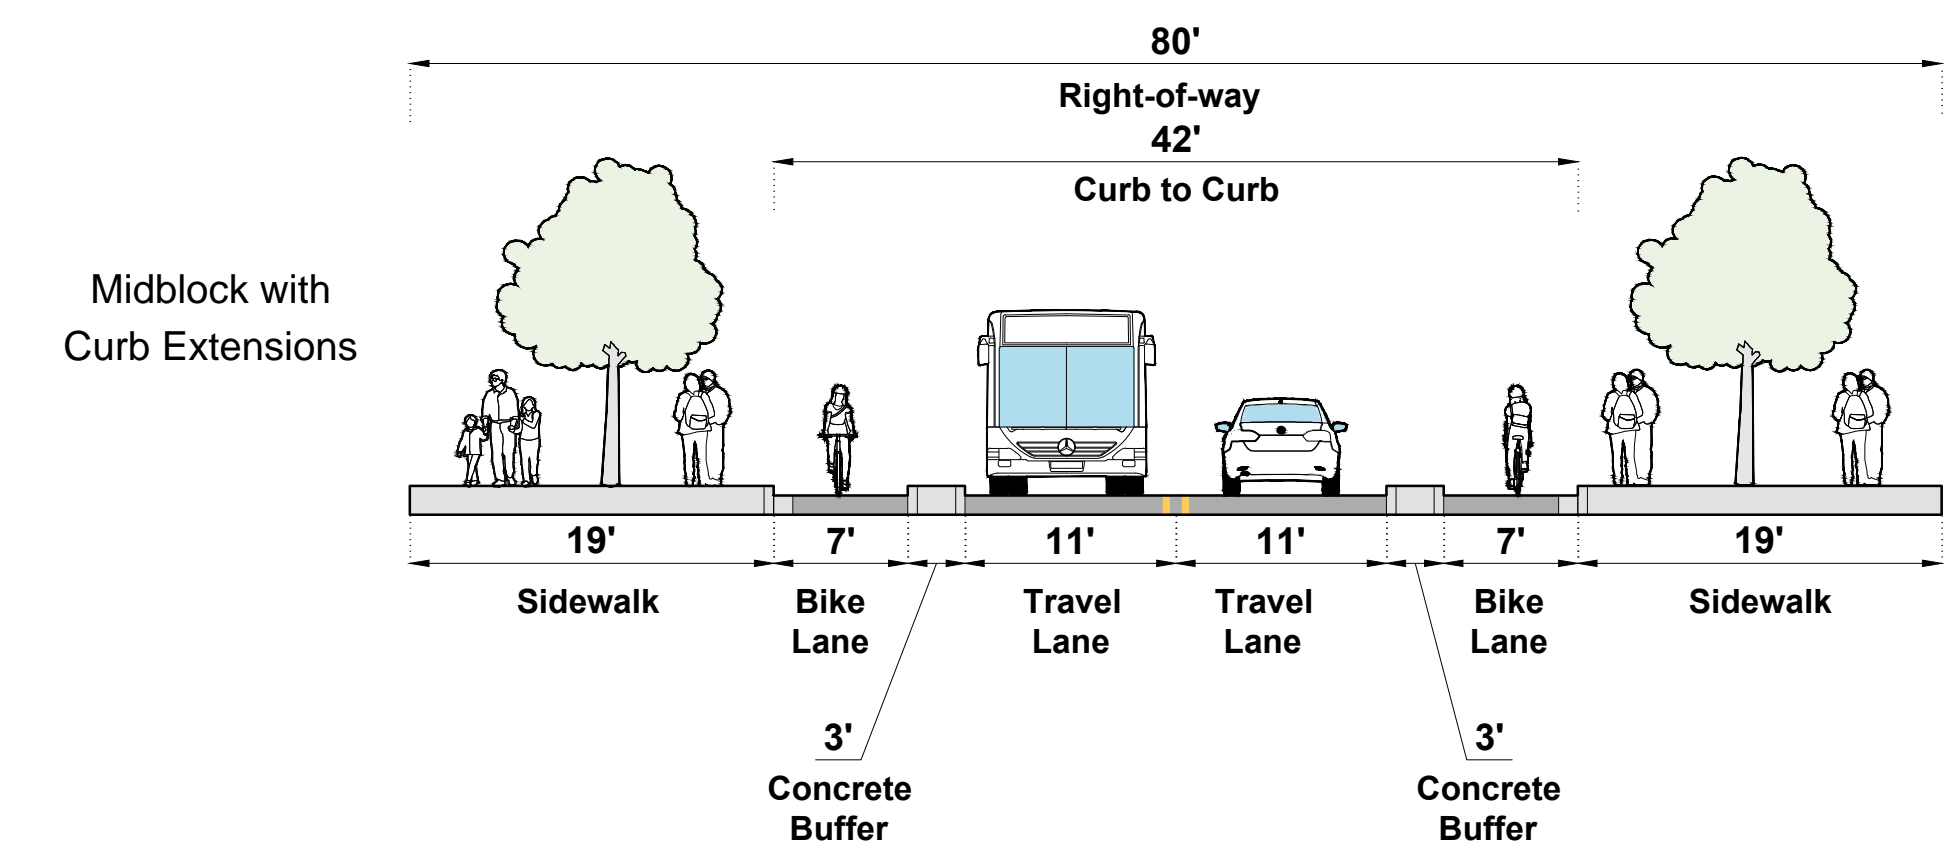 80'
Right-of-way
42'
Curb to Curb
Midblock with
Curb Extensions
19'
7'
11'
11'
7'
19'
Sidewalk
Bike
Lane
Travel
Lane
Travel
Lane
Bike
Lane
Sidewalk
3'
Concrete
Buffer
3'
Concrete
Buffer